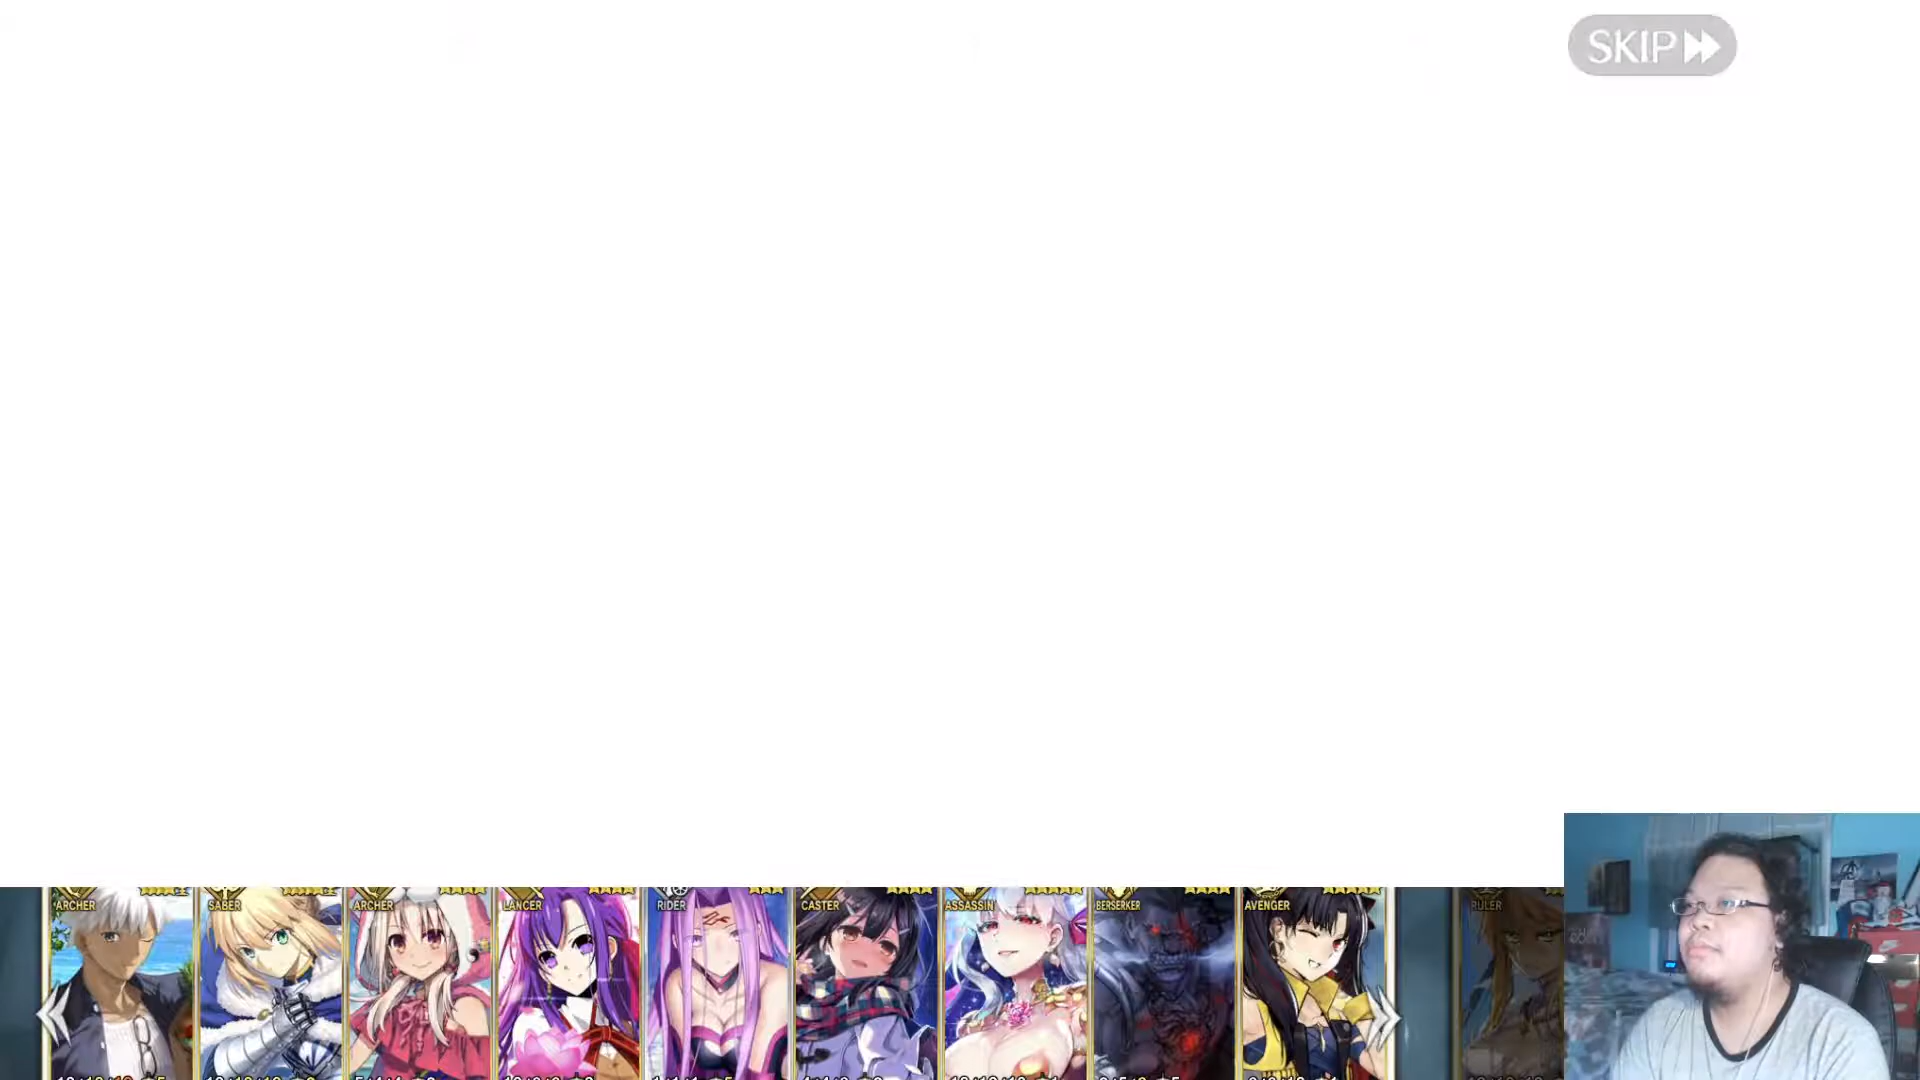 SKIP
ARCHER
SABER
ARCHER
LANCER
RIDER
CASTER
ASSASSIN
BERSERKER
AVENGER
RULER